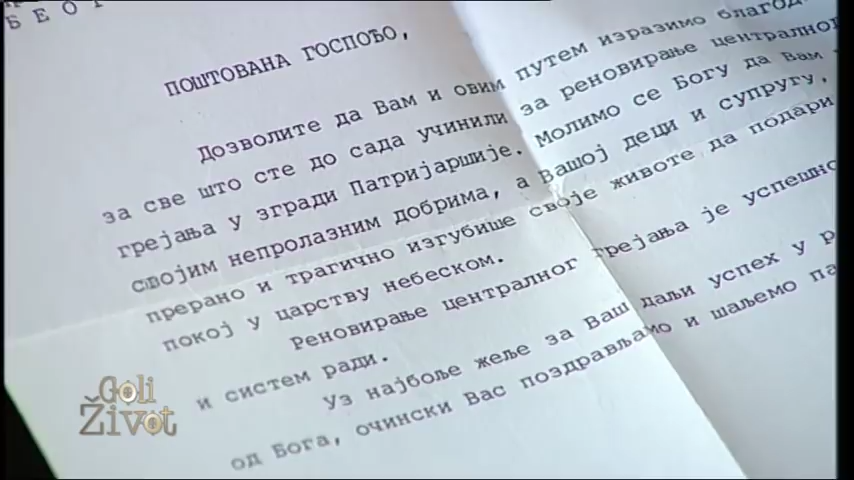 БЕОГ
ПОШТОВАНА ГОСПОЂО,
Дозволите да Вам и овим путем изразимо благод
за све што сте до сада учинили за реновирање централног
грејања у згради Патријаршије. Молимо се Богу да Вам
својим непролазним добрима, а Вашој деци и супругу,
прерано и трагично изгубише своје животе да подари
покој у царству небеском.
Реновирање централног грејања је успешно
и систем ради.
Уз најбоље жеље за Ваш даљи успех у р
од Бога, очински Вас поздрављамо и шаљемо па
Goli
Život